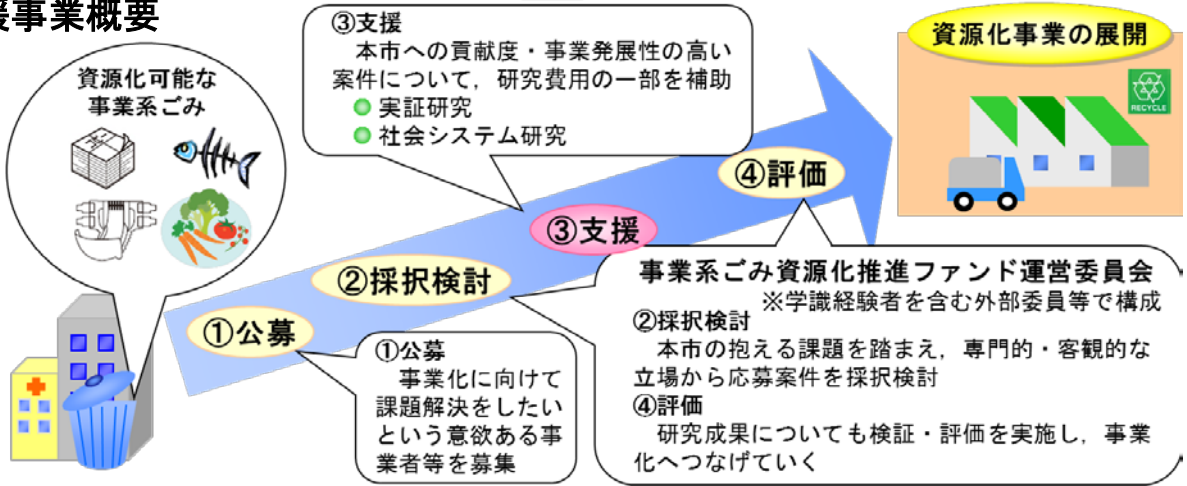 援事業概要
資源化可能な
事業系ごみ
③支援
本市への貢献度・事業発展性の高い
案件について，研究費用の一部を補助
実証研究
社会システム研究
資源化事業の展開
RECYCLE
④評価
③支援
②採択検討
①公募
①公募
事業化に向けて
課題解決をしたい
という意欲ある事
業者等を募集
事業系ごみ資源化推進ファンド運営委員会
※学識経験者を含む外部委員等で構成
②採択検討
本市の抱える課題を踏まえ，専門的・客観的な
立場から応募案件を採択検討
④評価
研究成果についても検証・評価を実施し，事業
化へつなげていく